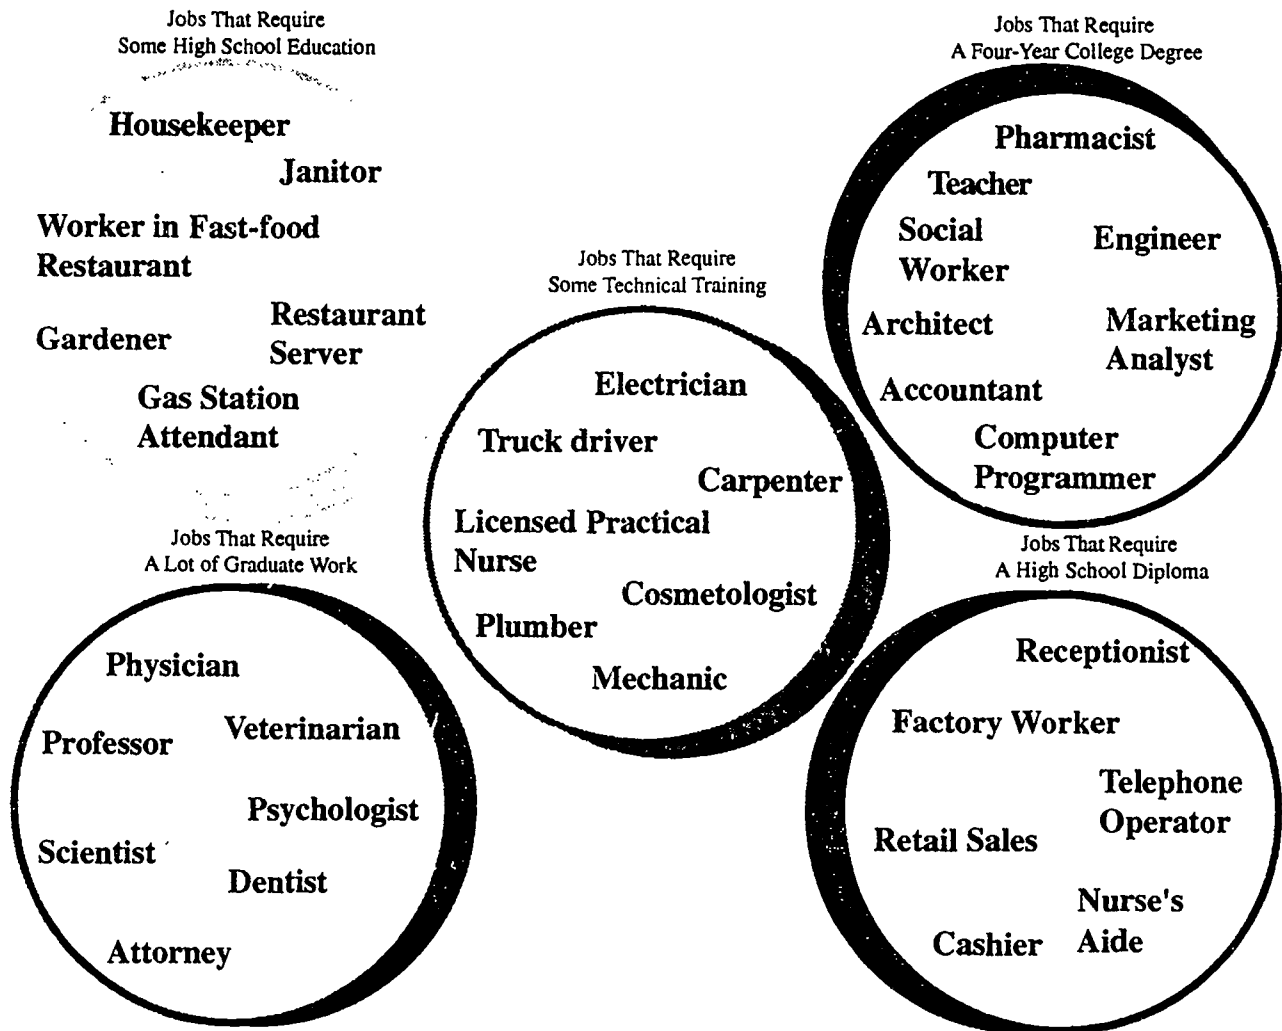 Jobs That Require
Some High School Education
Housekeeper
Janitor
Worker in Fast-food
Restaurant
Gardener
Restaurant
Server
Gas Station
Attendant
Jobs That Require
Some Technical Training
Electrician
Truck driver
Carpenter
Licensed Practical
Nurse
Cosmetologist
Plumber
Mechanic
Jobs That Require
A Four-Year College Degree
Pharmacist
Teacher
Social
Worker
Engineer
Architect
Marketing
Analyst
Accountant
Computer
Programmer
Jobs That Require
A Lot of Graduate Work
Physician
Veterinarian
Professor
Psychologist
Scientist
Dentist
Attorney
Jobs That Require
A High School Diploma
Receptionist
Factory Worker
Telephone
Operator
Retail Sales
Nurse's
Aide
Cashier